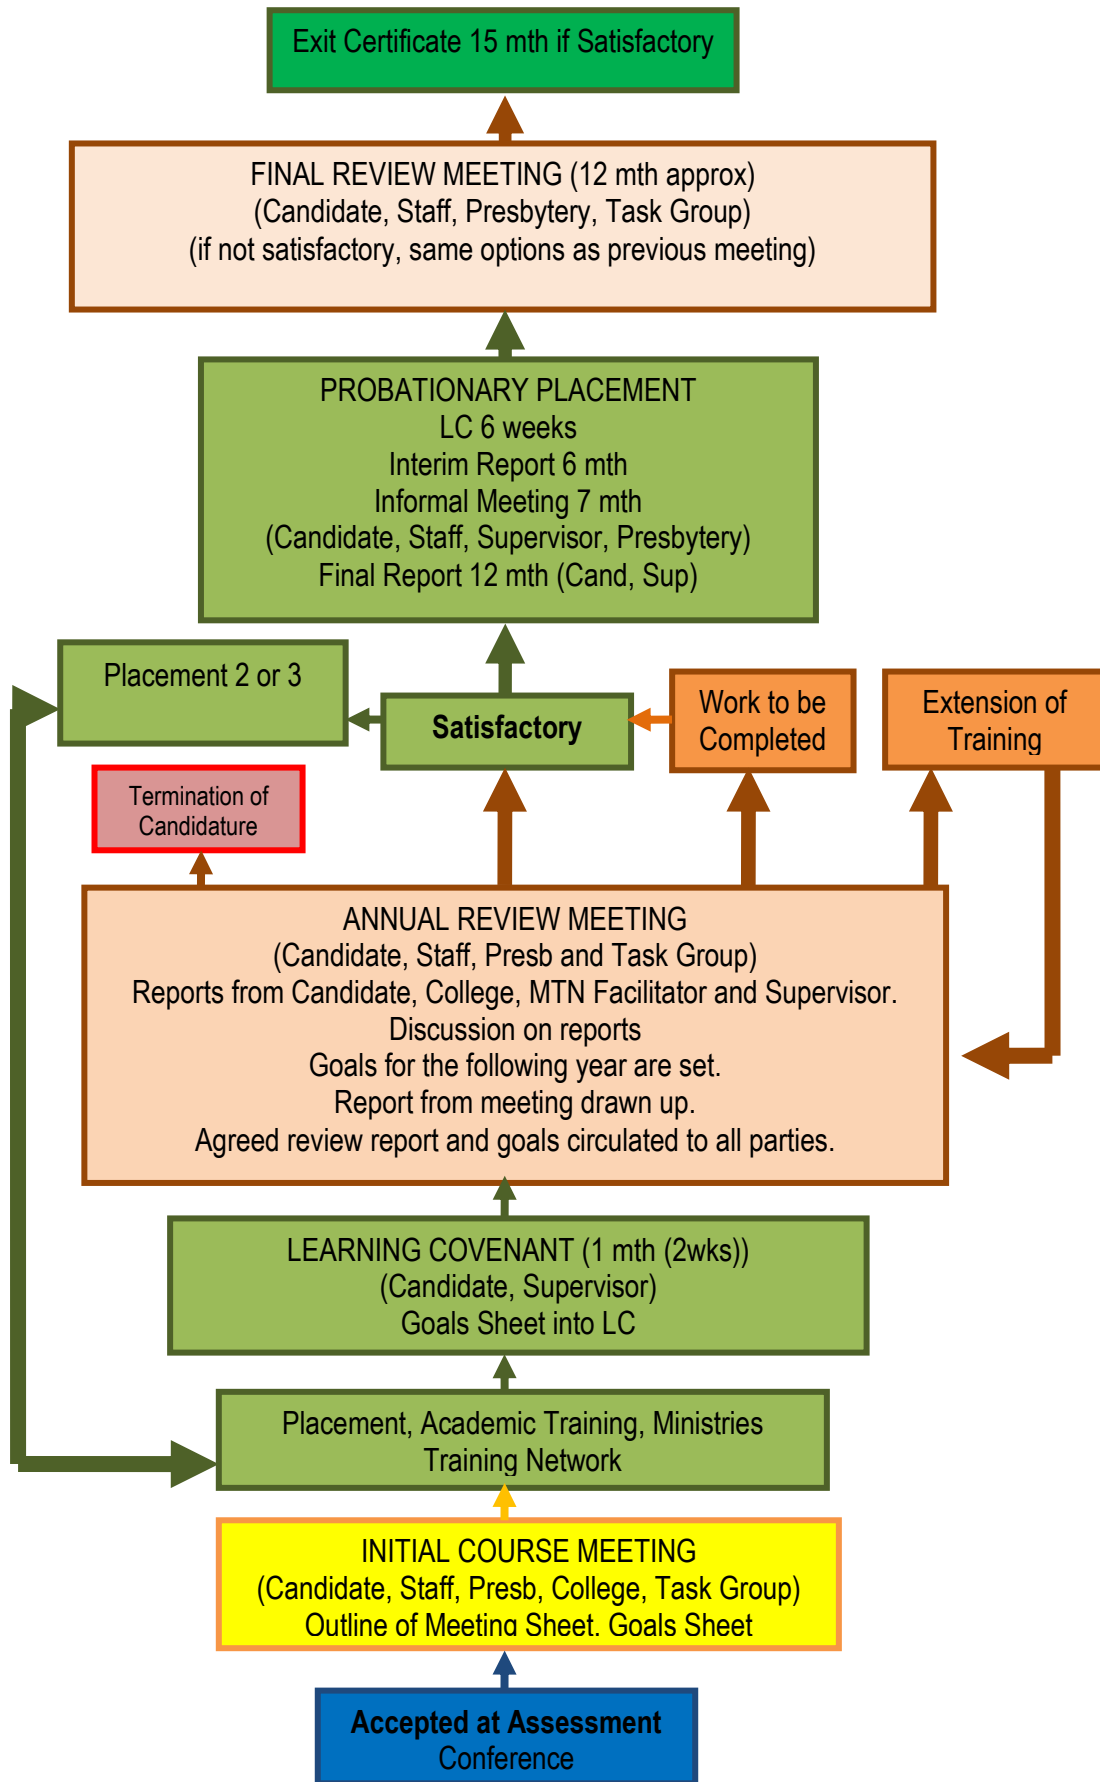 Exit Certificate 15 mth if Satisfactory
FINAL REVIEW MEETING (12 mth approx)
(Candidate, Staff, Presbytery, Task Group)
(if not satisfactory, same options as previous meeting)
PROBATIONARY PLACEMENT
LC 6 weeks
Interim Report 6 mth
Informal Meeting 7 mth
(Candidate, Staff, Supervisor, Presbytery)
Final Report 12 mth (Cand, Sup)
Placement 2 or 3
Satisfactory
Work to be
Completed
Extension of
Training
Termination of
Candidature
ANNUAL REVIEW MEETING
(Candidate, Staff, Presb and Task Group)
Reports from Candidate, College, MTN Facilitator and Supervisor.
Discussion on reports
Goals for the following year are set.
Report from meeting drawn up.
Agreed review report and goals circulated to all parties.
LEARNING COVENANT (1 mth (2wks))
(Candidate, Supervisor)
Goals Sheet into LC
Placement, Academic Training, Ministries
Training Network
INITIAL COURSE MEETING
(Candidate, Staff, Presb, College, Task Group)
Outline of Meeting Sheet. Goals Sheet
Accepted at Assessment
Conference